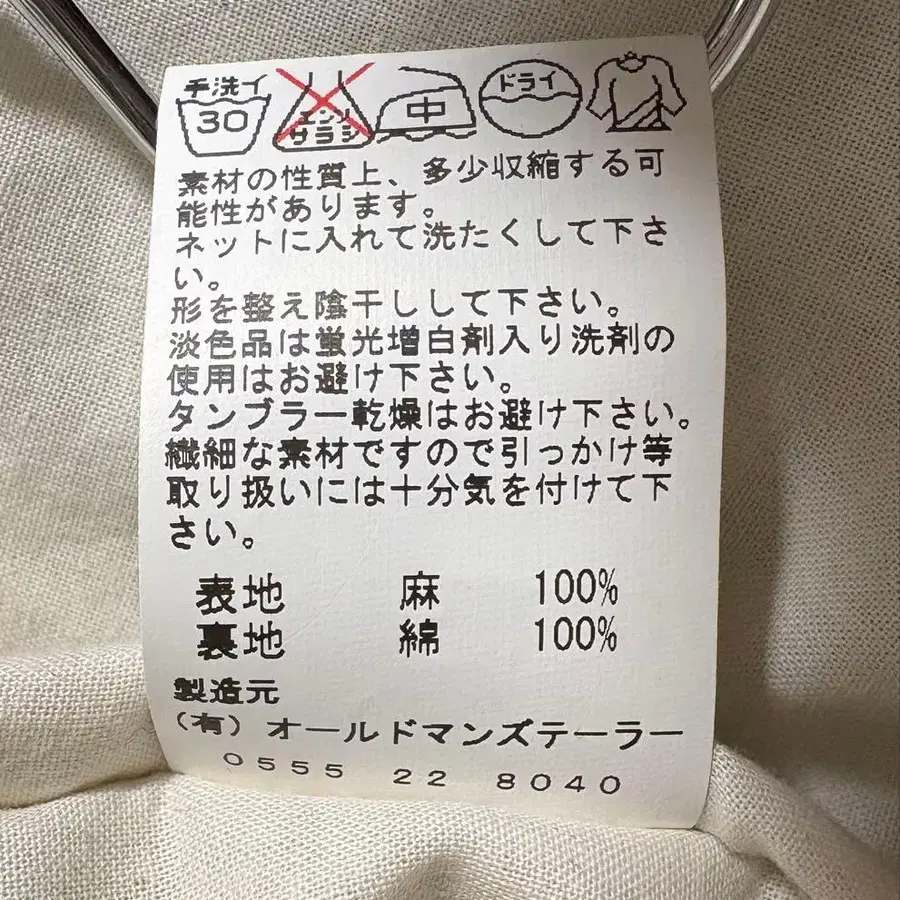 手洗イ
30
エンソ
サラシ
中
ドライ
素材の性質上、多少収縮する可
能性があります。
ネットに入れて洗たくして下さ
い。
形を整え陰干しして下さい。
淡色品は蛍光増白剤入り洗剤の
使用はお避け下さい。
タンブラー乾燥はお避け下さい。
繊細な素材ですので引っかけ等
取り扱いには十分気を付けて下
さい。
表地 麻 100%
裏地 綿 100%
製造元
(有)オールドマンズテーラー
0555 22 8040